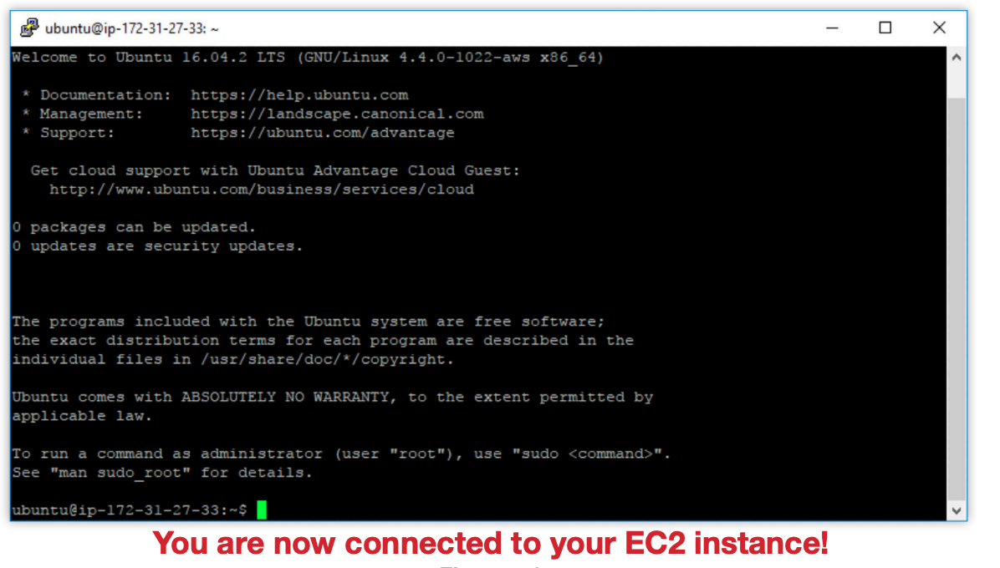 ubuntu@ip-172-31-27-33: ~
Welcome to Ubuntu 16.04.2 LTS (GNU/Linux 4.4.0-1022-aws x86_64)
* Documentation:  https://help.ubuntu.com
* Management:     https://landscape.canonical.com
* Support:        https://ubuntu.com/advantage
Get cloud support with Ubuntu Advantage Cloud Guest:
http://www.ubuntu.com/business/services/cloud
0 packages can be updated.
0 updates are security updates.
The programs included with the Ubuntu system are free software;
the exact distribution terms for each program are described in the
individual files in /usr/share/doc/*/copyright.
Ubuntu comes with ABSOLUTELY NO WARRANTY, to the extent permitted by
applicable law.
To run a command as administrator (user "root"), use "sudo <command>".
See "man sudo_root" for details.
ubuntu@ip-172-31-27-33:~$
You are now connected to your EC2 instance!